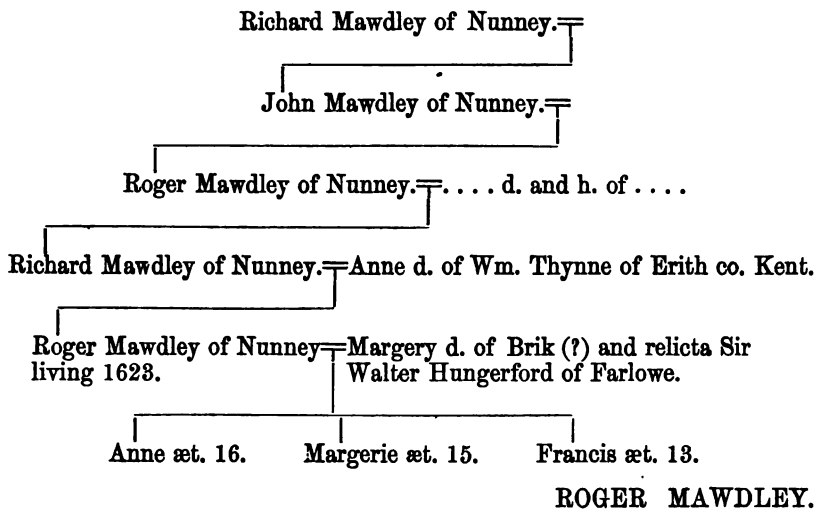 Richard Mawdley of Nunney.
John Mawdley of Nunney.
Roger Mawdley of Nunney. . . . . d. and h. of . . . .
Richard Mawdley of Nunney. Anne d. of Wm. Thynne of Erith co. Kent.
Roger Mawdley of Nunney Margery d. of Brik (?) and relicta Sir
living 1623. Walter Hungerford of Farlowe.
Anne æt. 16. Margerie æt. 15. Francis æt. 13.
ROGER MAWDLEY.